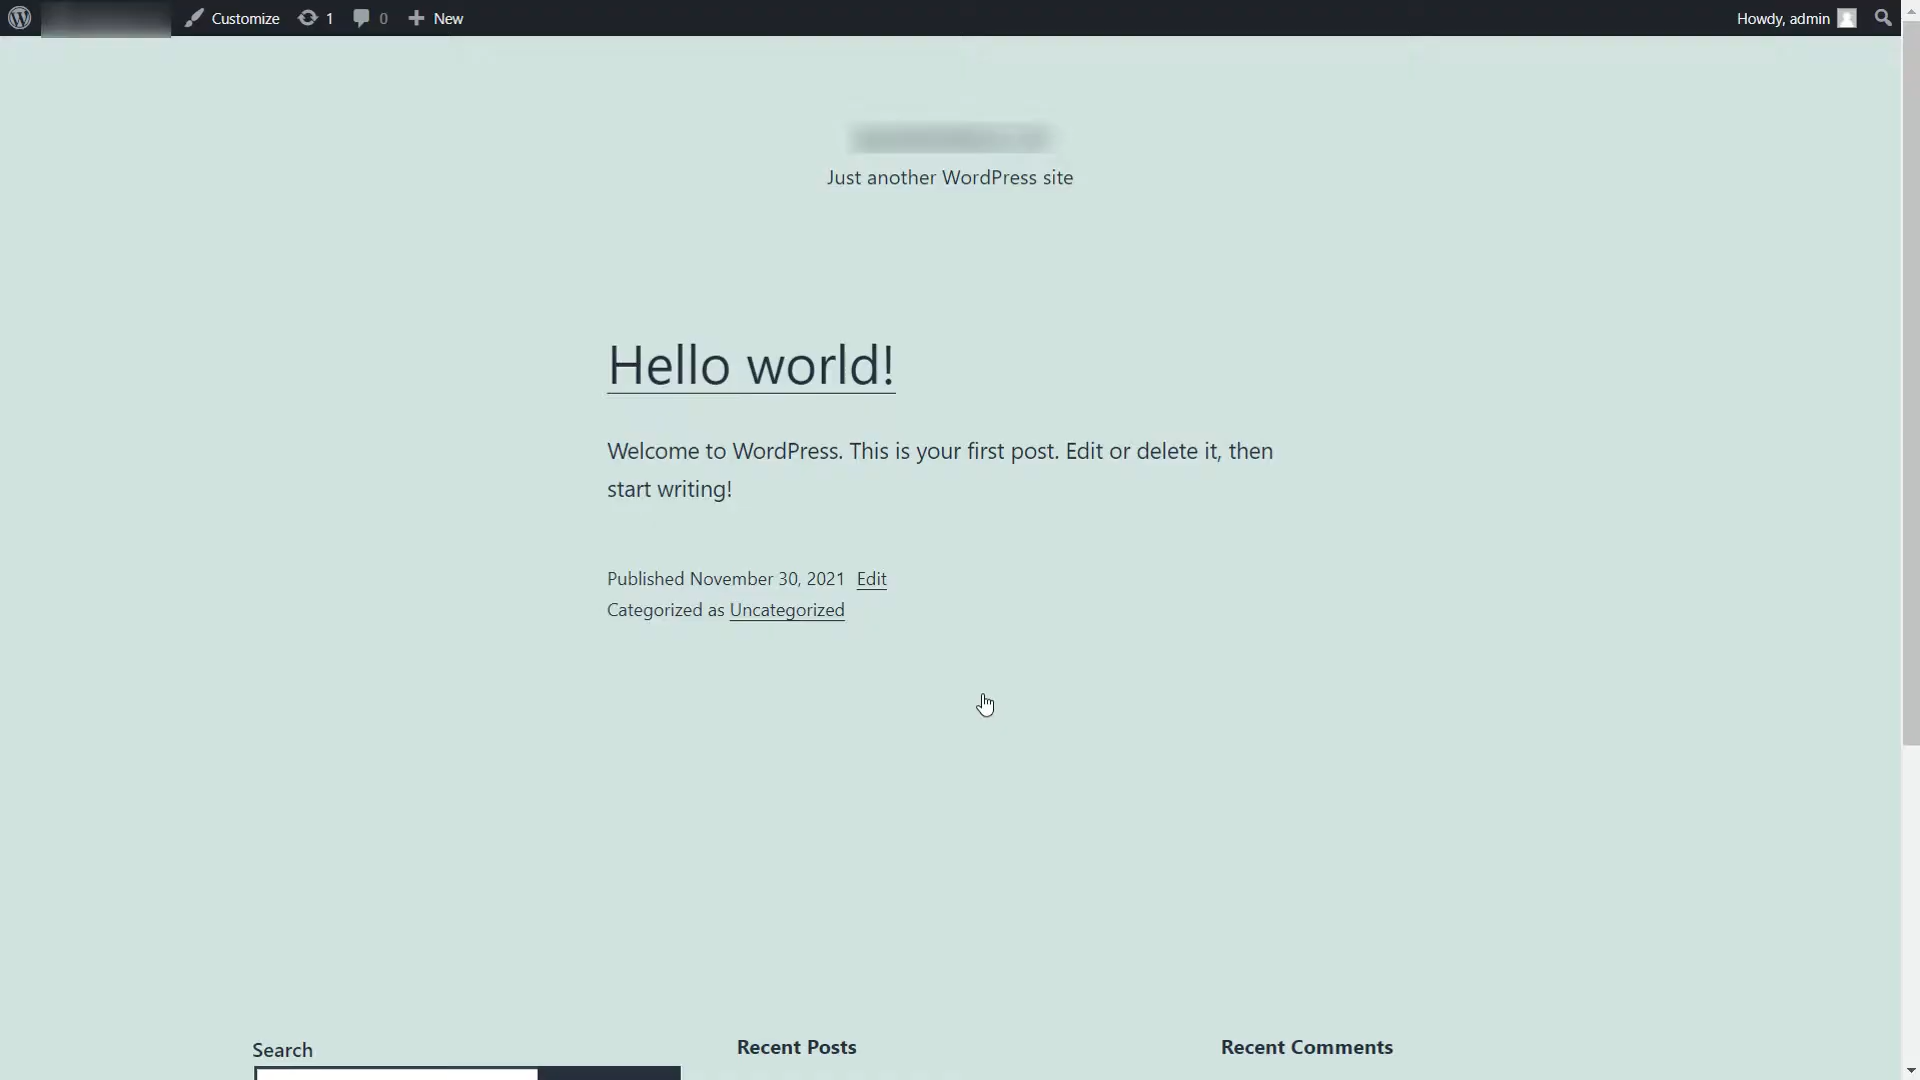 Customize 1 0 New Howdy, admin
Just another WordPress site
Hello world!
Welcome to WordPress. This is your first post. Edit or delete it, then
start writing!
Published November 30, 2021 Edit
Categorized as Uncategorized
Search Recent Posts Recent Comments